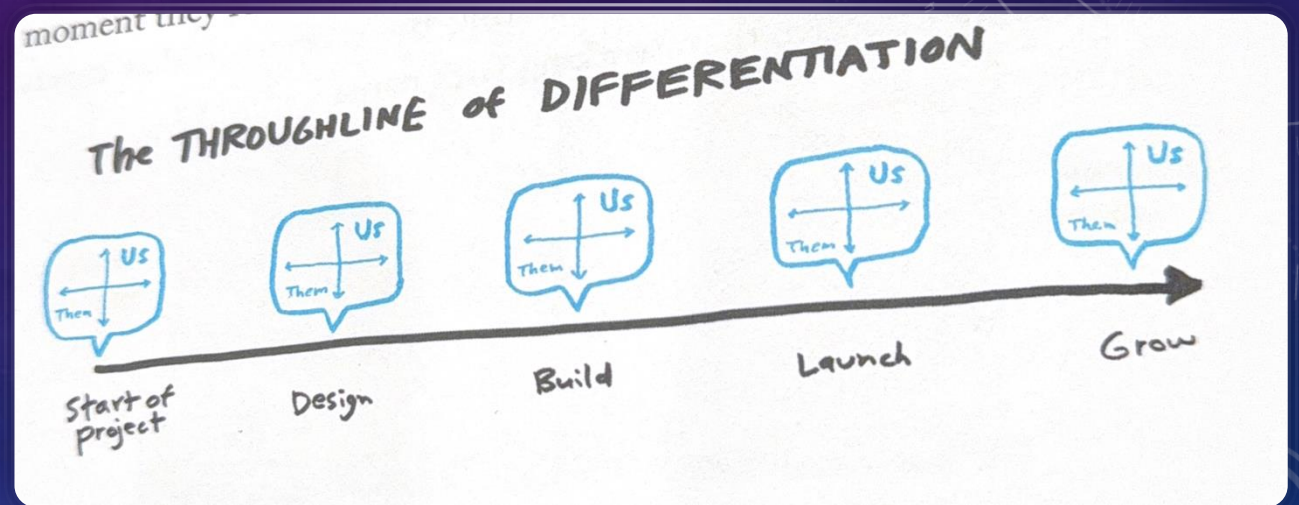 moment they
The THROUGHLINE of DIFFERENTIATION
Us
Them
Us
Them
Us
Them
Us
Them
Us
Them
Start of
project
Design
Build
Launch
Grow